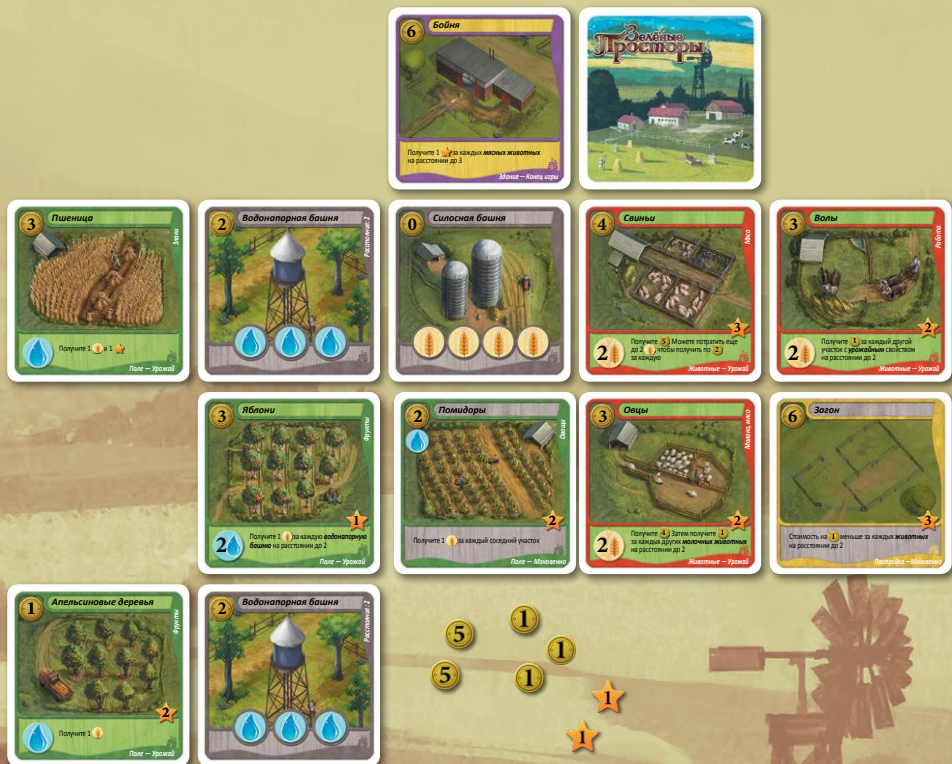 6
Бойня
Получите 1 за каждых мясных животных
на расстоянии до 3
Здание — Конец игры
Зелёные
Просторы
3
Пшеница
Злаки
Получите 1 и 1
Поле — Урожай
2
Водонапорная башня
Расстояние: 2
0
Силосная башня
4
Свиньи
Мясо
3
2
Получите 5 Можете потратить еще
до 2 чтобы получить по 2
за каждую
Животные — Урожай
3
Волы
Работа
2
2
Получите 1 за каждый другой
участок с урожайным свойством
на расстоянии до 2
Животные — Урожай
3
Яблони
Фрукты
1
2
Получите 1 за каждую водонапорную
башню на расстоянии до 2
Поле — Урожай
2
Помидоры
Овощи
2
Получите 1 за каждый соседний участок
Поле — Мгновенно
3
Овцы
Молоко, мясо
2
2
Получите 4 Затем получите 1
за каждых других молочных животных
на расстоянии до 2
Животные — Урожай
6
Загон
3
Стоимость на 1 меньше за каждых животных
на расстоянии до 2
Постройка — Мгновенно
1
Апельсиновые деревья
Фрукты
2
Получите 1
Поле — Урожай
2
Водонапорная башня
Расстояние: 2
5
1
1
5
1
1
1